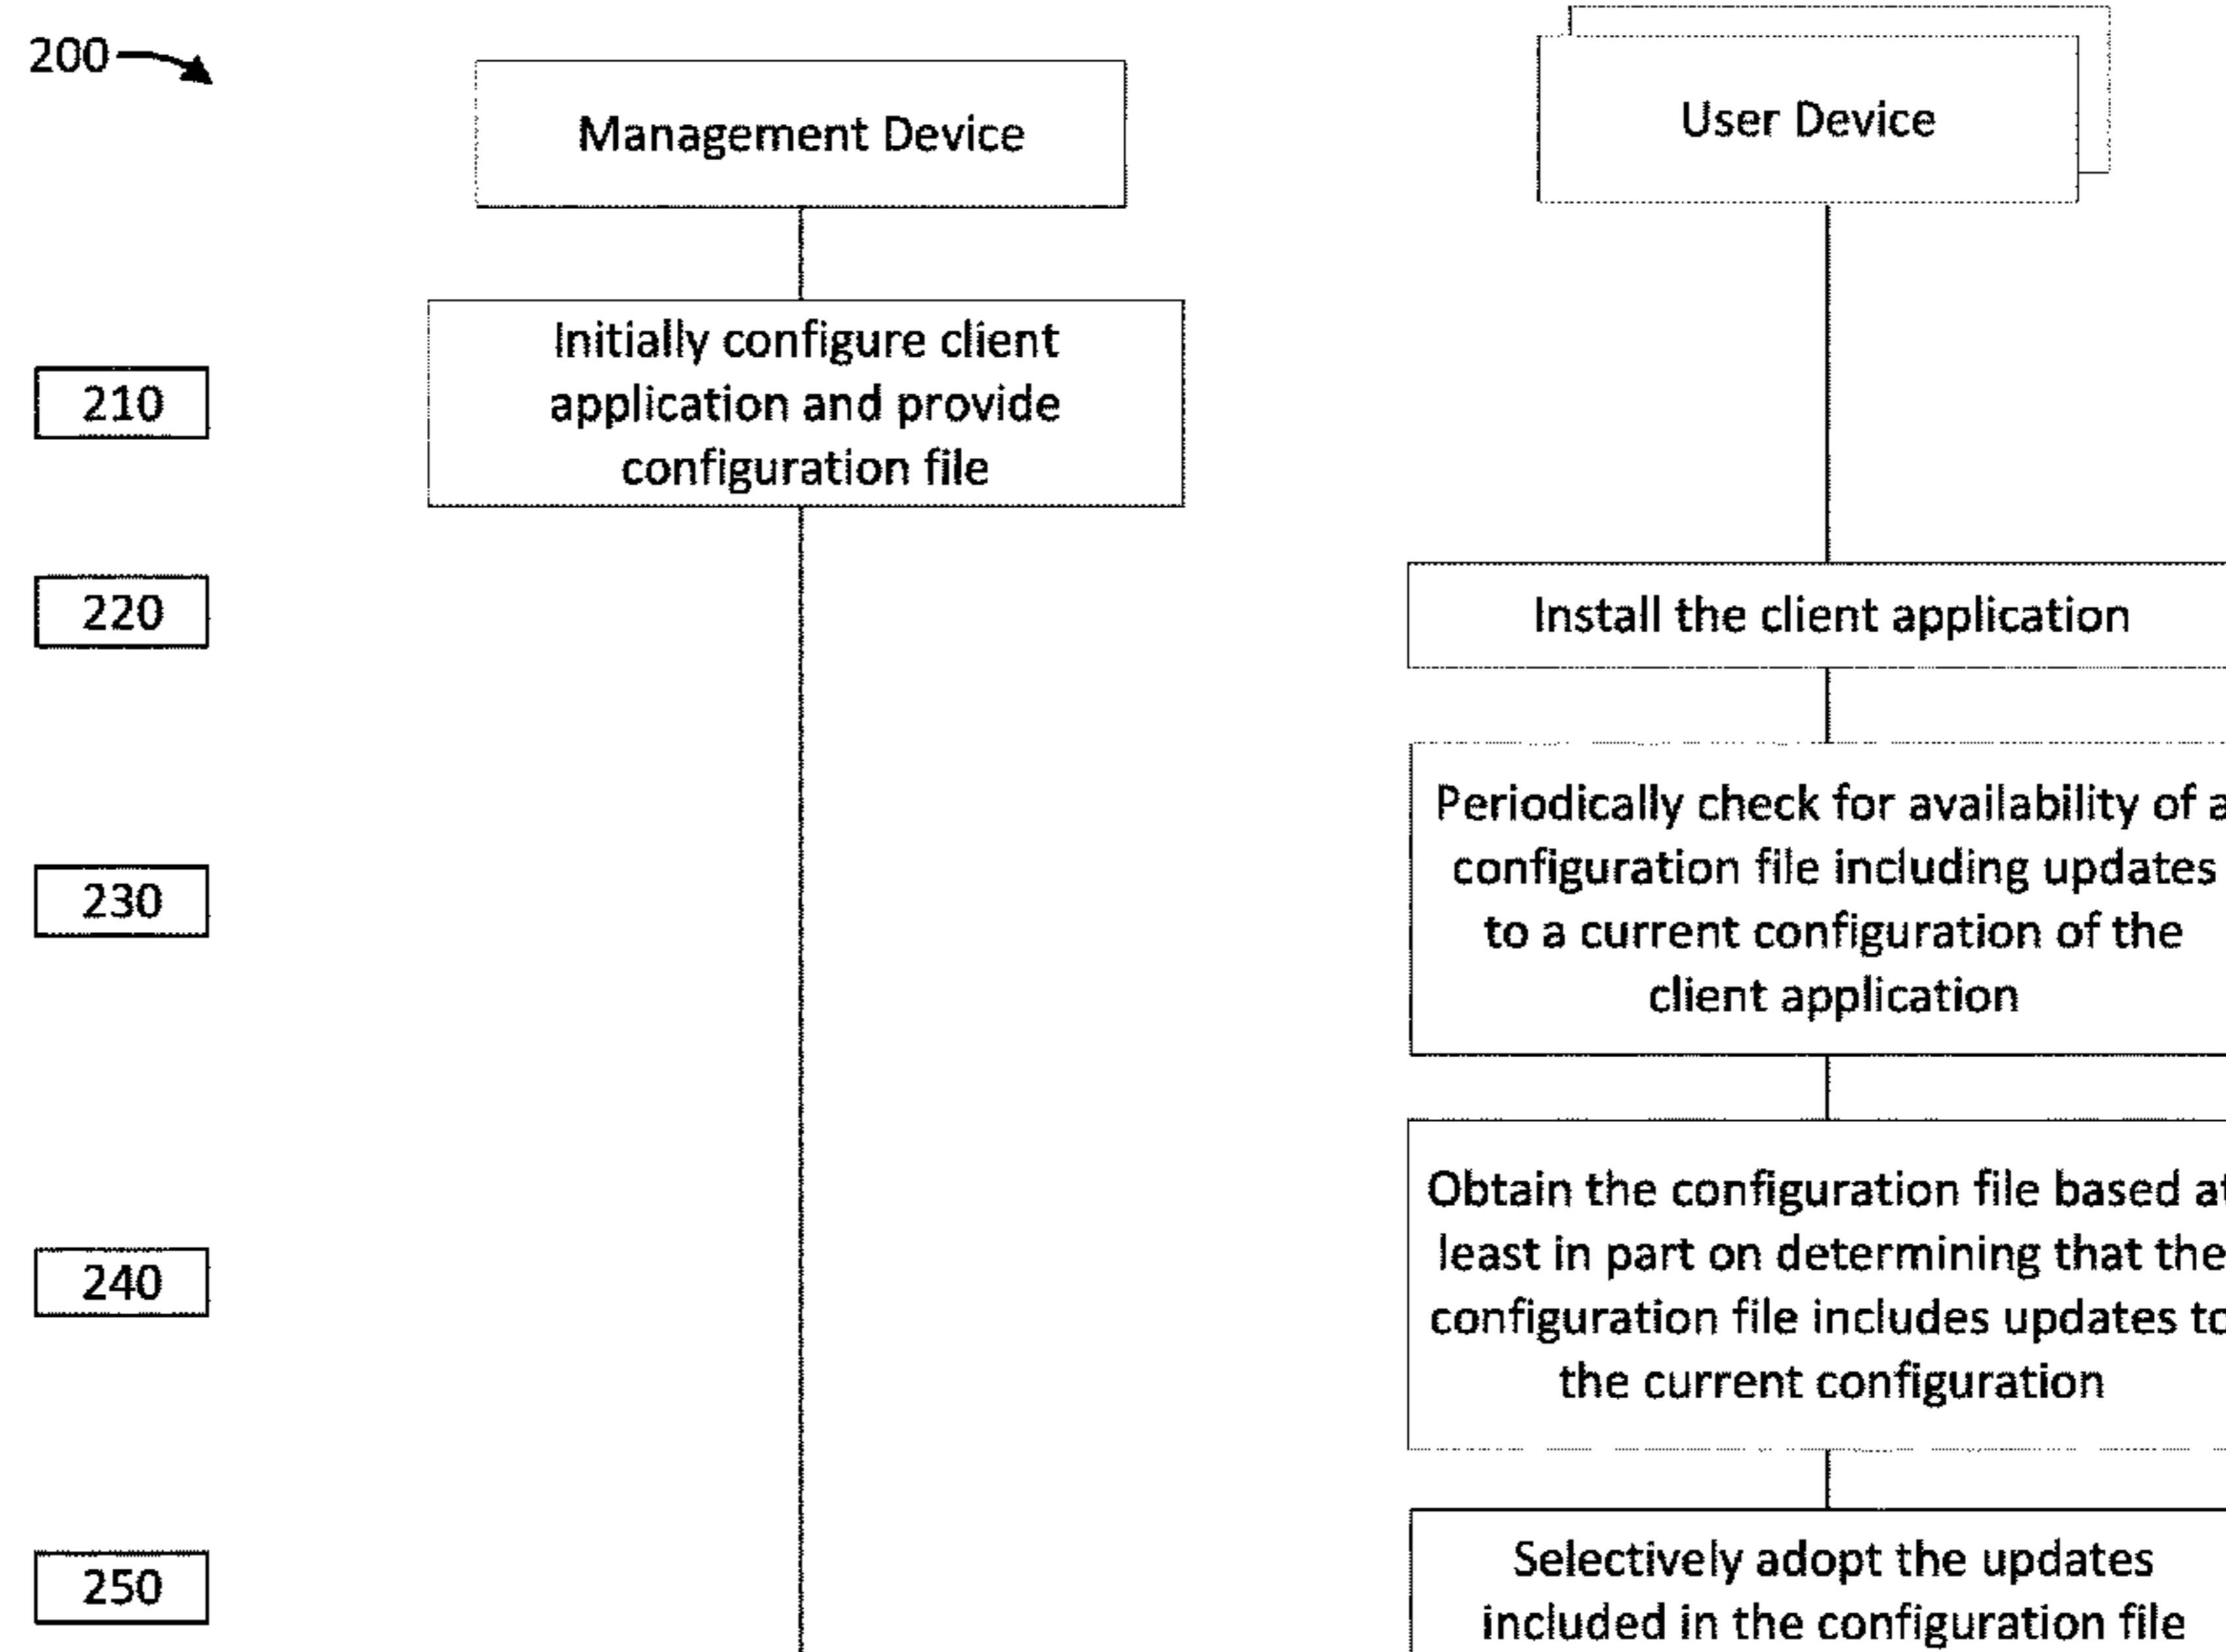 200
Management Device
User Device
210
Initially configure client
application and provide
configuration file
220
Install the client application
230
Periodically check for availability of a
configuration file including updates
to a current configuration of the
client application
240
Obtain the configuration file based at
least in part on determining that the
configuration file includes updates to
the current configuration
250
Selectively adopt the updates
included in the configuration file